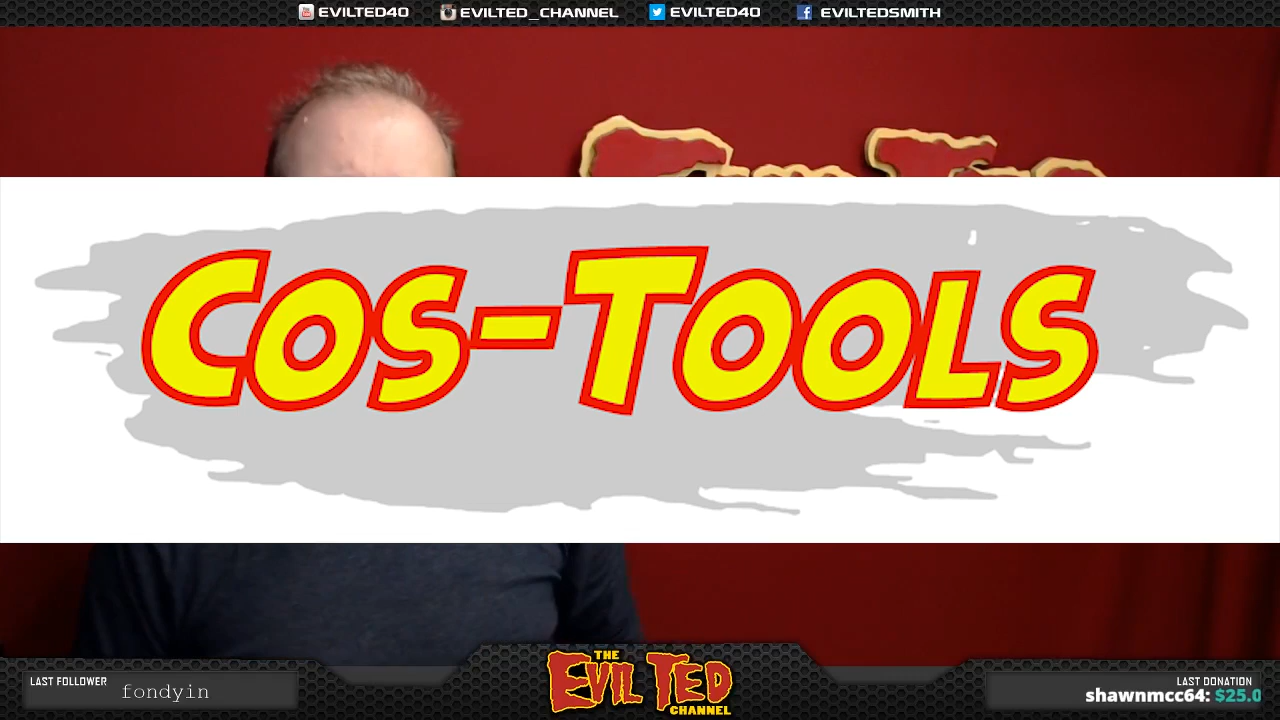 EVILTED40 EVILTED_CHANNEL EVILTED40 EVILTEDSMITH
COS-TOOLS
LAST FOLLOWER
fondyin
THE
EVIL TED
CHANNEL
LAST DONATION
shawnmcc64: $25.0